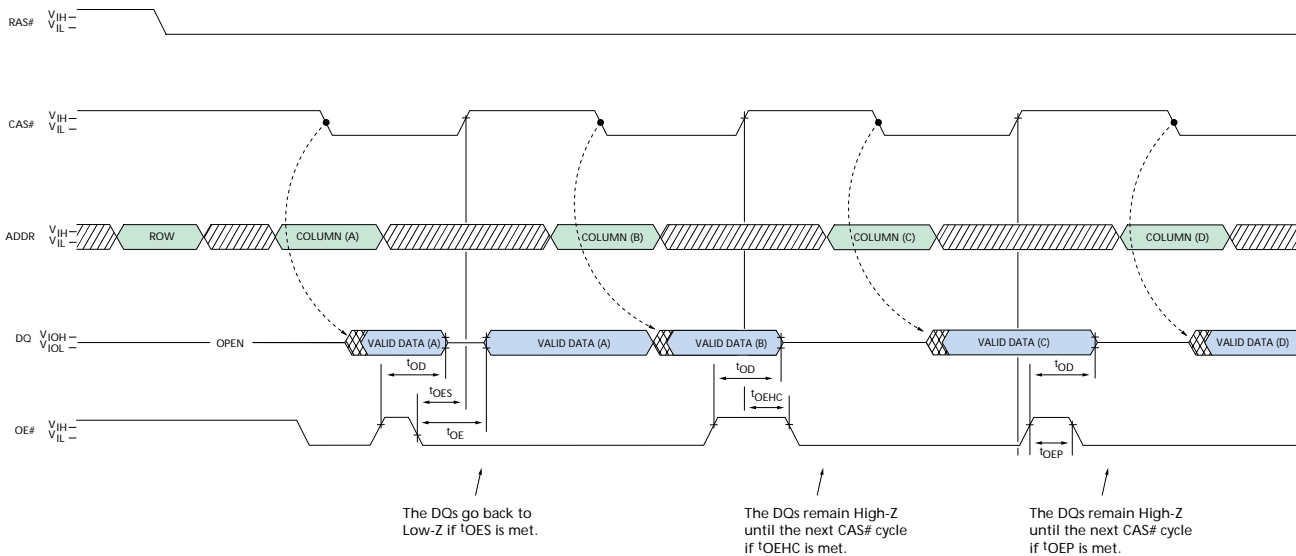 RAS# VIH VIL
CAS# VIH VIL
ADDR VIH VIL
ROW COLUMN (A) COLUMN (B) COLUMN (C) COLUMN (D)
DQ VIOH VIOL
OPEN VALID DATA (A) VALID DATA (A) VALID DATA (B) VALID DATA (C) VALID DATA (D)
tOD tOD tOD
tOES tOEHC
tOE tOEP
OE# VIH VIL
The DQs go back to
Low-Z if tOES is met.
The DQs remain High-Z
until the next CAS# cycle
if tOEHC is met.
The DQs remain High-Z
until the next CAS# cycle
if tOEP is met.